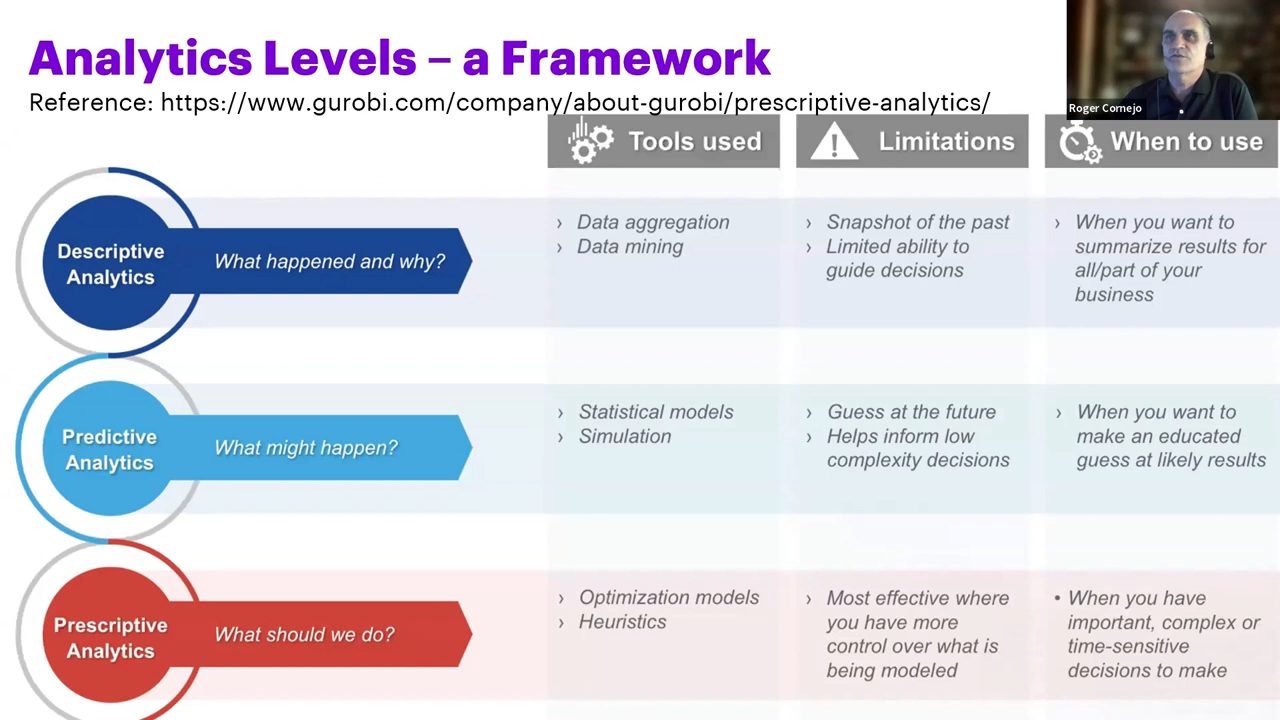 Analytics Levels – a Framework
Reference: https://www.gurobi.com/company/about-gurobi/prescriptive-analytics/
Roger Cornejo
Tools used
Limitations
When to use
Descriptive
Analytics
What happened and why?
› Data aggregation
› Data mining
› Snapshot of the past
› Limited ability to
guide decisions
› When you want to
summarize results for
all/part of your
business
Predictive
Analytics
What might happen?
› Statistical models
› Simulation
› Guess at the future
› Helps inform low
complexity decisions
› When you want to
make an educated
guess at likely results
Prescriptive
Analytics
What should we do?
› Optimization models
› Heuristics
› Most effective where
you have more
control over what is
being modeled
• When you have
important, complex or
time-sensitive
decisions to make